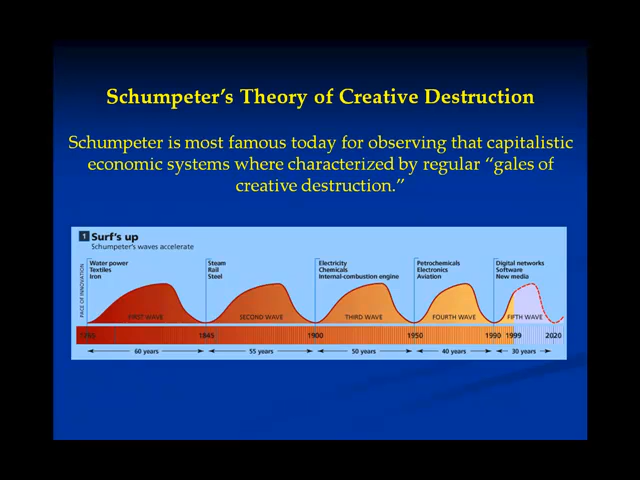 Schumpeter's Theory of Creative Destruction
Schumpeter is most famous today for observing that capitalistic
economic systems where characterized by regular “gales of
creative destruction.”
1 Surf's up
Schumpeter's waves accelerate
Water power
Textiles
Iron
Steam
Rail
Steel
Electricity
Chemicals
Internal-combustion engine
Petrochemicals
Electronics
Aviation
Digital networks
Software
New media
PACE OF INNOVATION
FIRST WAVE SECOND WAVE THIRD WAVE FOURTH WAVE FIFTH WAVE
1845 1900 1950 1990 1999 2020
60 years 55 years 50 years 40 years 30 years